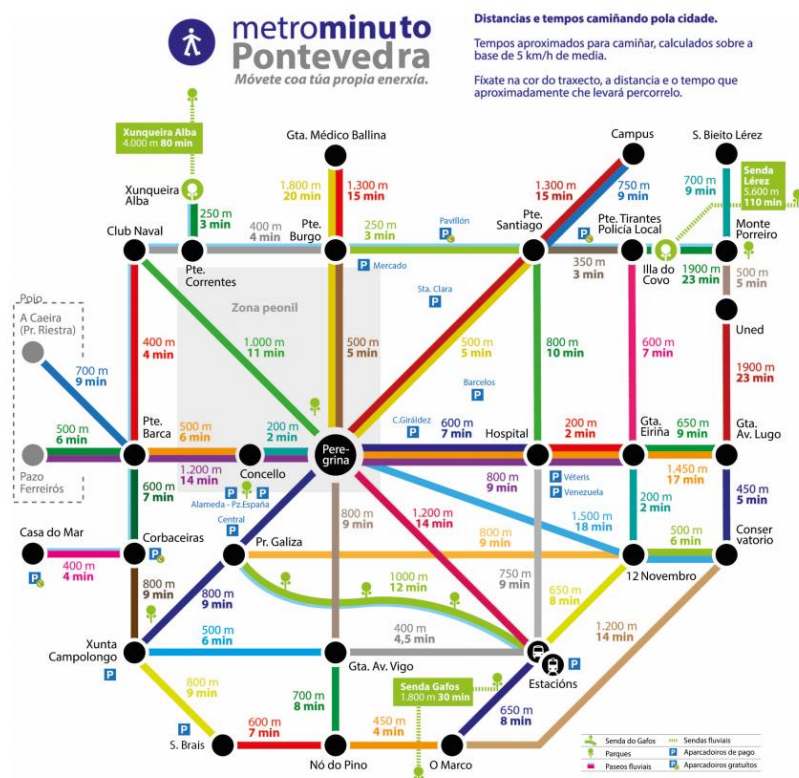 metrominuto
Pontevedra
Móvete coa túa propia enerxía.
Distancias e tempos camiñando pola cidade.
Tempos aproximados para camiñar, calculados sobre a
base de 5 km/h de media.
Fíxate na cor do traxecto, a distancia e o tempo que
aproximadamente che levará percorrelo.
Xunqueira Alba
4.000 m 80 min
Gta. Médico Ballina
Campus
S. Bieito Lérez
Senda
Lérez
5.600 m
110 min
1.800 m
20 min
1.300 m
15 min
1.300 m
15 min
750 m
9 min
700 m
9 min
Xunqueira
Alba
250 m
3 min
400 m
4 min
Club Naval
Pte.
Burgo
250 m
3 min
Pavillón
Pte.
Santiago
Pte. Tirantes
Policía Local
Monte
Porreiro
Pte.
Correntes
Mercado
350 m
3 min
Illa do
Covo
1900 m
23 min
500 m
5 min
Zona peonil
Sta. Clara
Poio
A Caeira
(Pr. Riestra)
Uned
400 m
4 min
1.000 m
11 min
500 m
5 min
500 m
5 min
800 m
10 min
600 m
7 min
1900 m
23 min
700 m
9 min
Barcelos
500 m
6 min
Pte.
Barca
500 m
6 min
200 m
2 min
C.Giráldez
600 m
7 min
Hospital
200 m
2 min
Gta.
Eiriña
650 m
9 min
Gta.
Av. Lugo
Pere-
grina
Pazo
Ferreirós
1.200 m
14 min
Concello
800 m
9 min
Véteris
Venezuela
1.450 m
17 min
600 m
7 min
Alameda - Pz.España
Central
800 m
9 min
1.200 m
14 min
1.500 m
18 min
200 m
2 min
450 m
5 min
Casa do Mar
Corbaceiras
Pr. Galiza
800 m
9 min
500 m
6 min
Conser
vatorio
400 m
4 min
12 Novembro
800 m
9 min
800 m
9 min
1000 m
12 min
750 m
9 min
650 m
8 min
1.200 m
14 min
500 m
6 min
400 m
4,5 min
Xunta
Campolongo
Gta. Av. Vigo
Estacións
800 m
9 min
700 m
8 min
Senda Gafos
1.800 m 30 min
650 m
8 min
600 m
7 min
450 m
4 min
S. Brais
Nó do Pino
O Marco
Senda do Gafos
Sendas fluviais
Parques
Aparcadoiros de pago
Paseos fluviais
Aparcadoiros gratuítos